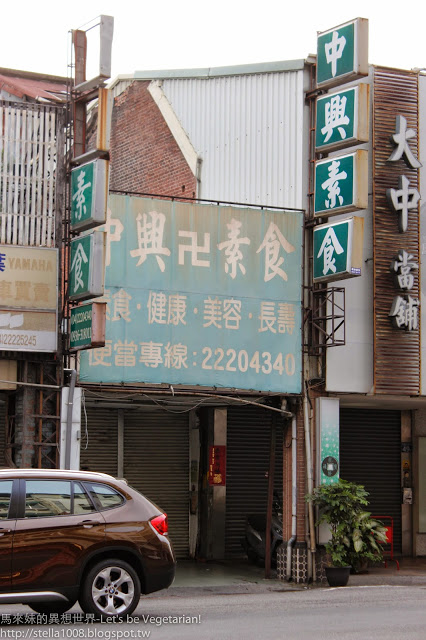 中
興
素
食
大
中
當
舖
素
食
YAMAHA
中興卍素食
食·健康·美容·長壽
便當專線:22204340
22225245
馬來妹的異想世界-Let's be Vegetarian!
http://stella1008.blogspot.tw